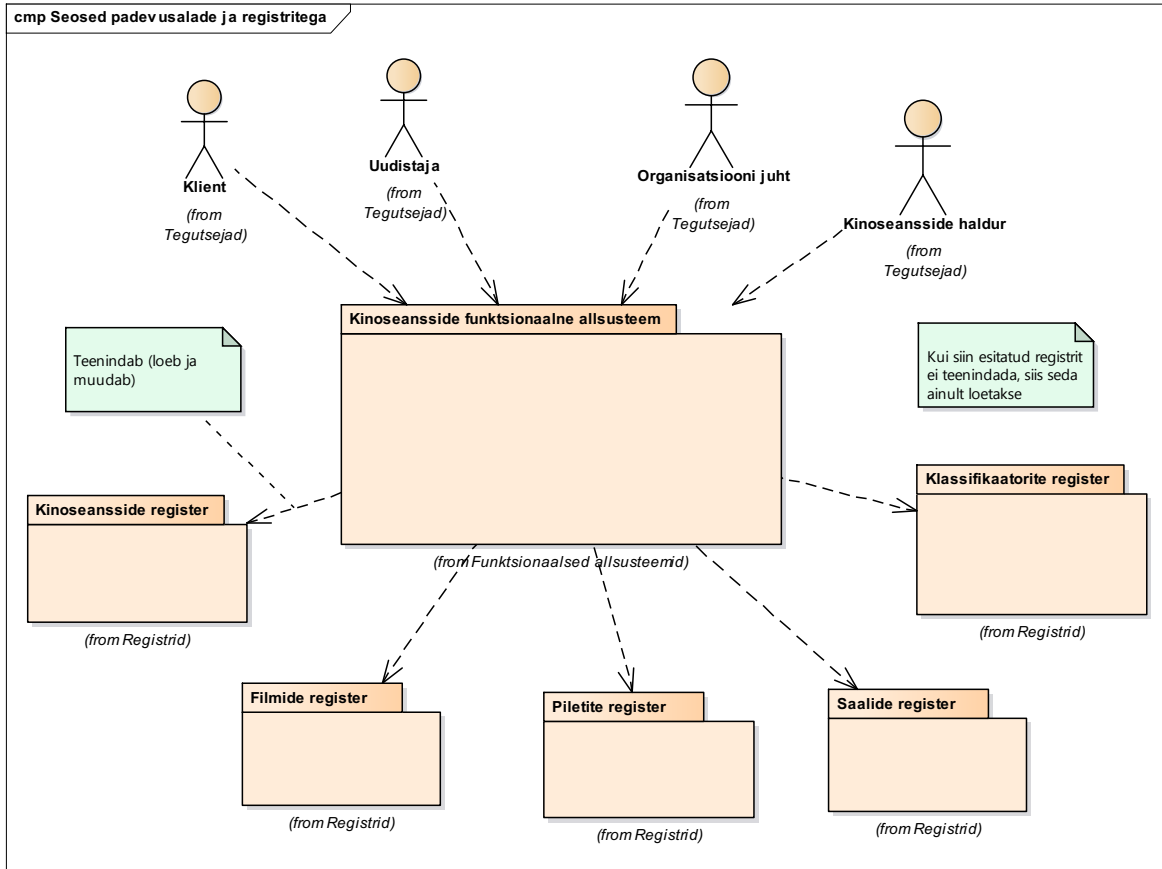 cmp Seosed padevusalade ja registritega
Klient
(from
Tegutsejad)
Uudistaja
(from
Tegutsejad)
Organisatsiooni juht
(from
Tegutsejad)
Kinoseansside haldur
(from
Tegutsejad)
Kinoseansside funktsionaalne allsusteem
(from Funktsionaalsed allsusteemid)
Teenindab (loeb ja
muudab)
Kui siin esitatud registrit
ei teenindada, siis seda
ainult loetakse
Kinoseansside register
(from Registrid)
Klassifikaatorite register
(from Registrid)
Filmide register
(from Registrid)
Piletite register
(from Registrid)
Saalide register
(from Registrid)